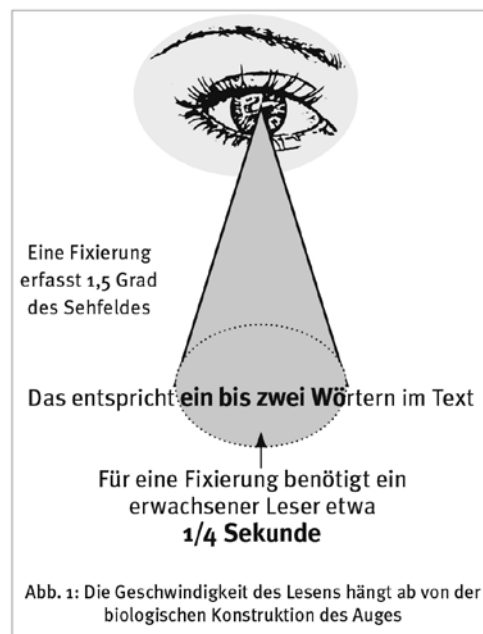 Eine Fixierung
erfasst 1,5 Grad
des Sehfeldes
Das entspricht ein bis zwei Wörtern im Text
Für eine Fixierung benötigt ein
erwachsener Leser etwa
1/4 Sekunde
Abb. 1: Die Geschwindigkeit des Lesens hängt ab von der
biologischen Konstruktion des Auges